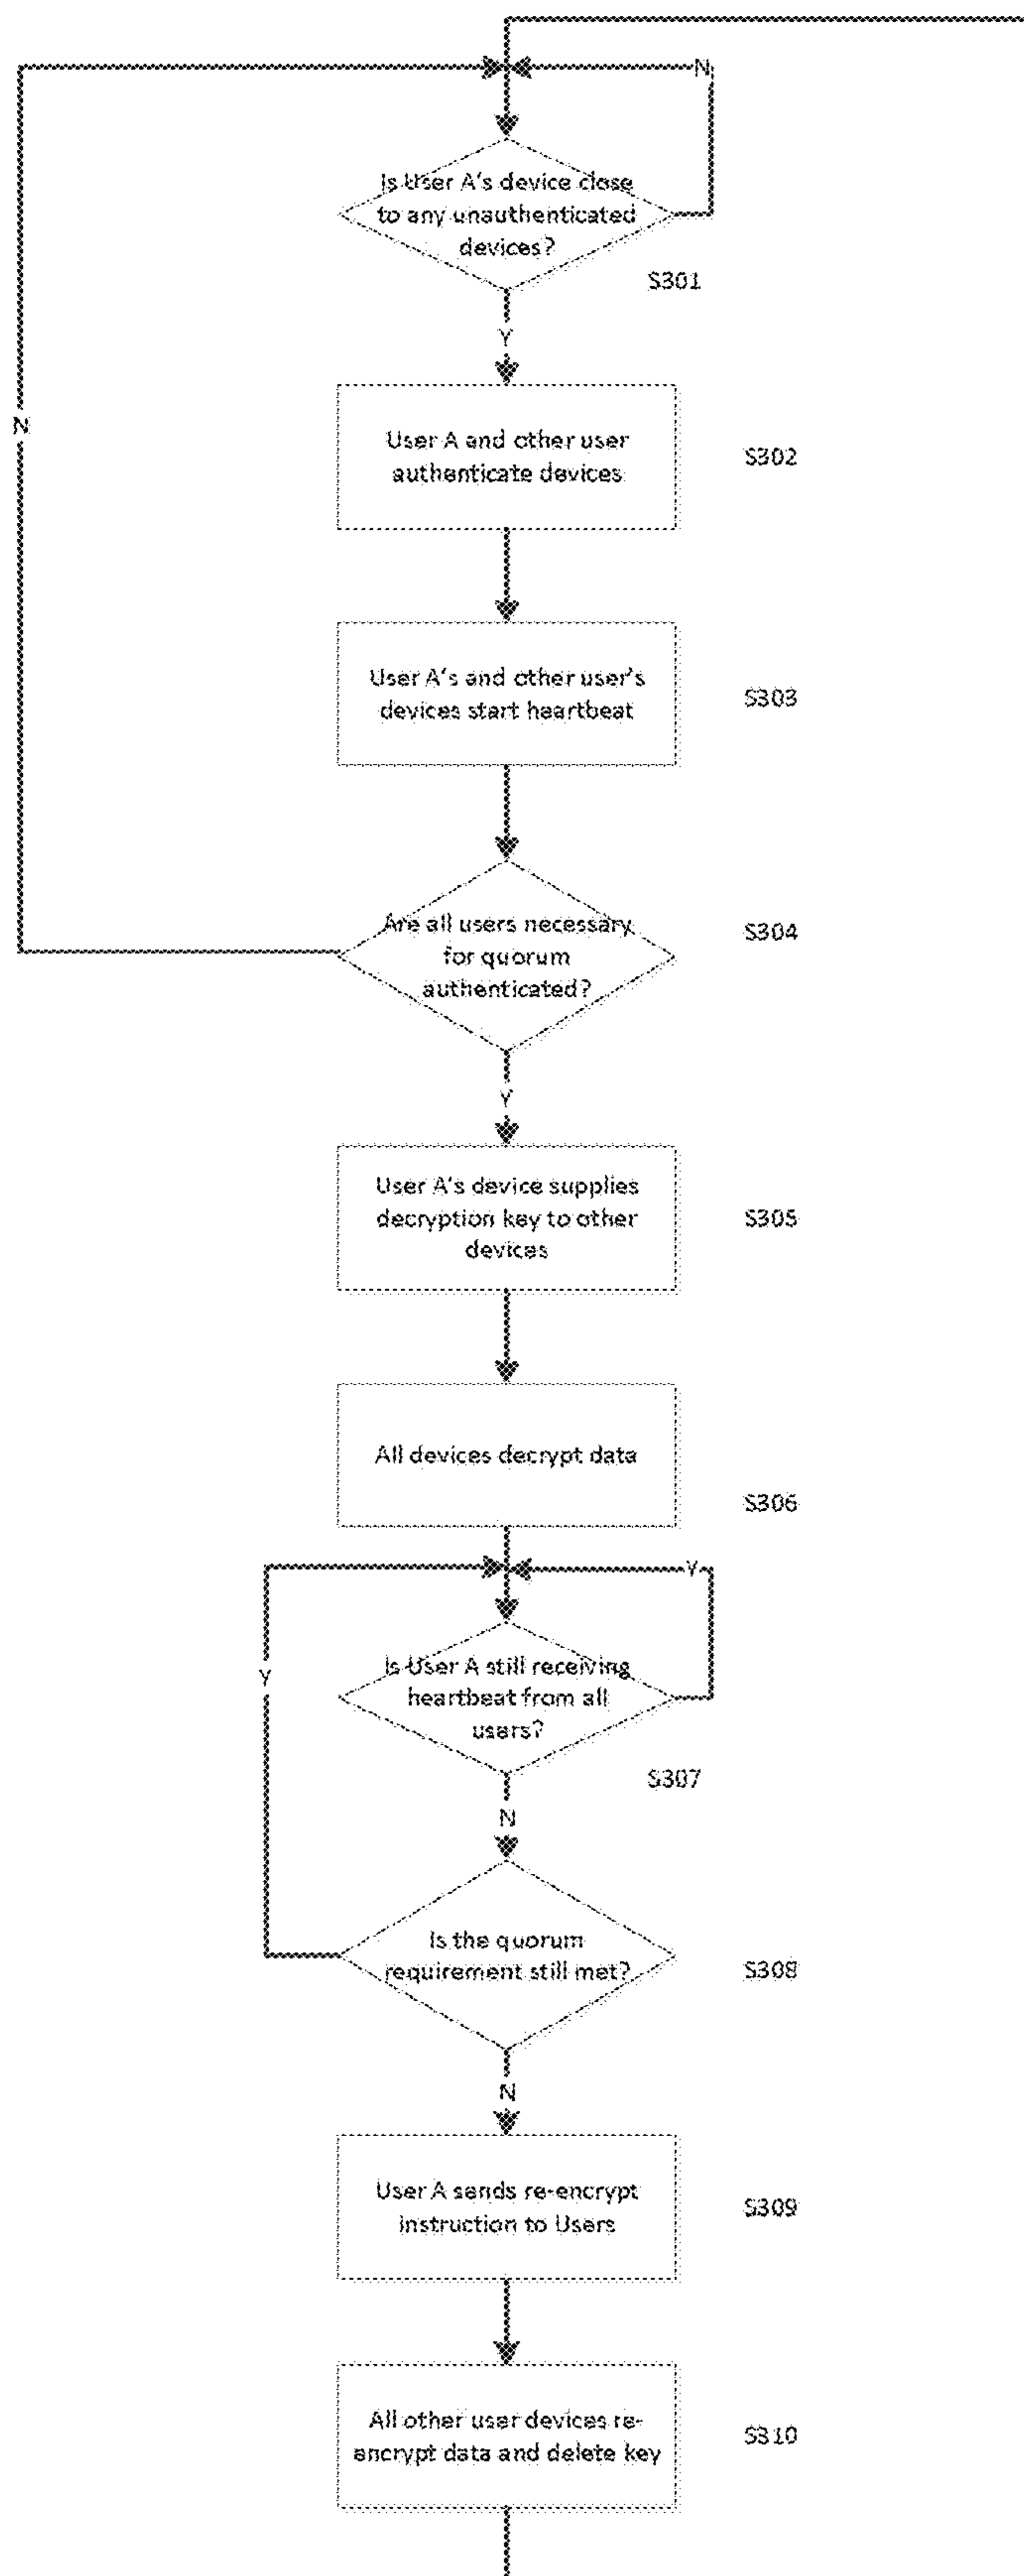 N
Is User A's device close
to any unauthenticated
devices?
S301
Y
N
User A and other user
authenticate devices
S302
User A's and other user's
devices start heartbeat
S303
Are all users necessary
for quorum
authenticated?
S304
Y
User A's device supplies
decryption key to other
devices
S305
All devices decrypt data
S306
Y
Is User A still receiving
heartbeat from all
users?
Y
S307
N
Is the quorum
requirement still met?
S308
N
User A sends re-encrypt
instruction to Users
S309
All other user devices re-
encrypt data and delete key
S310